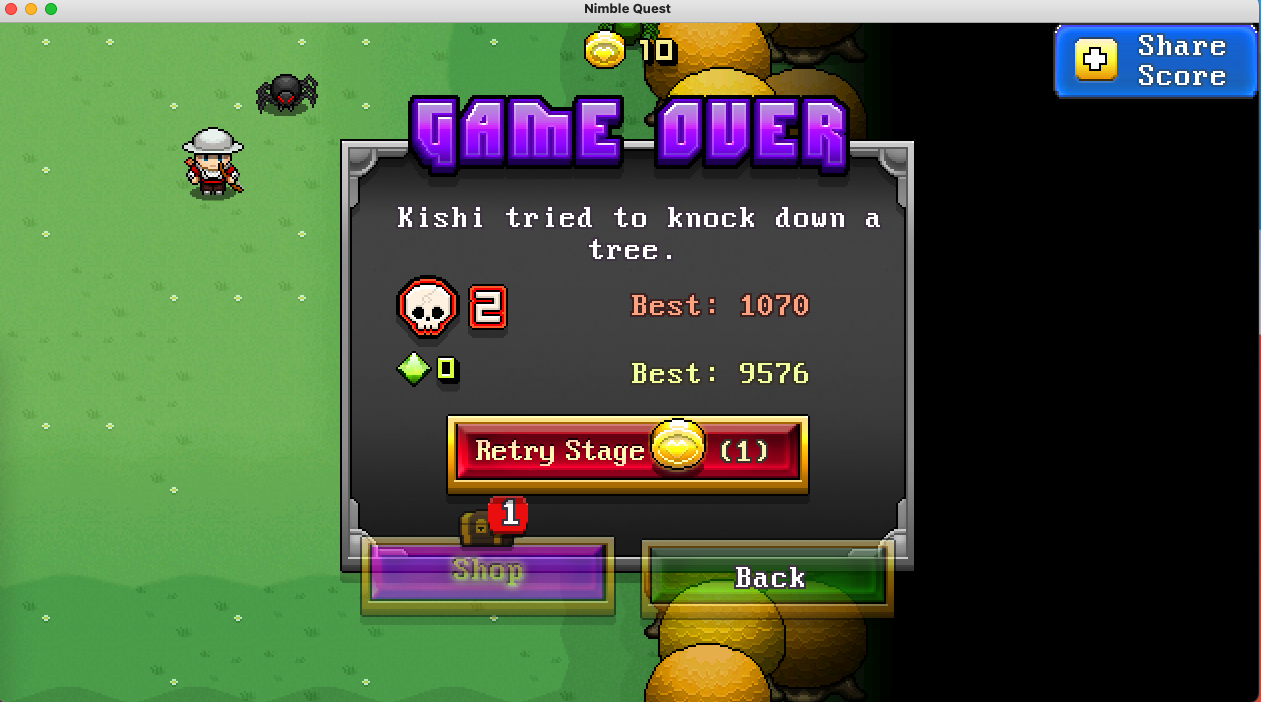 Nimble Quest
10
Share
Score
GAME OVER
Kishi tried to knock down a
tree.
2 Best: 1070
0 Best: 9576
Retry Stage (1)
1
Shop
Back